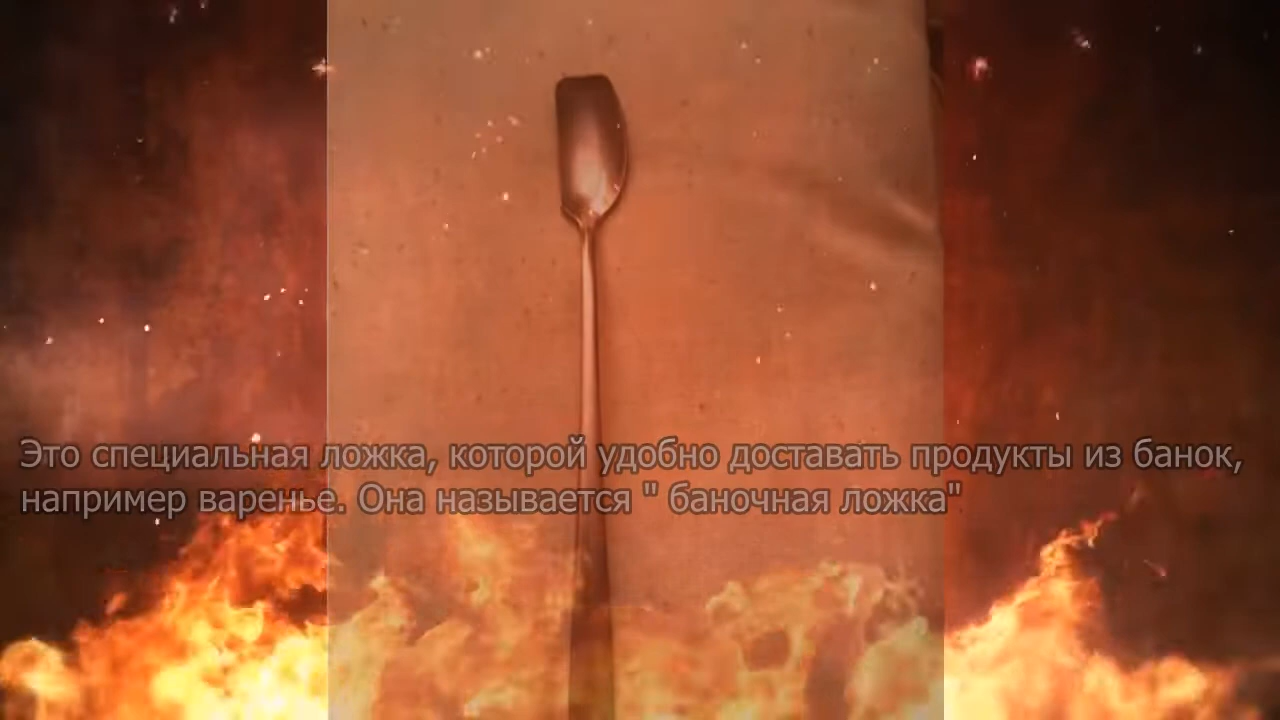 Это специальная ложка, которой удобно доставать продукты из банок,
например варенье. Она называется " баночная ложка"